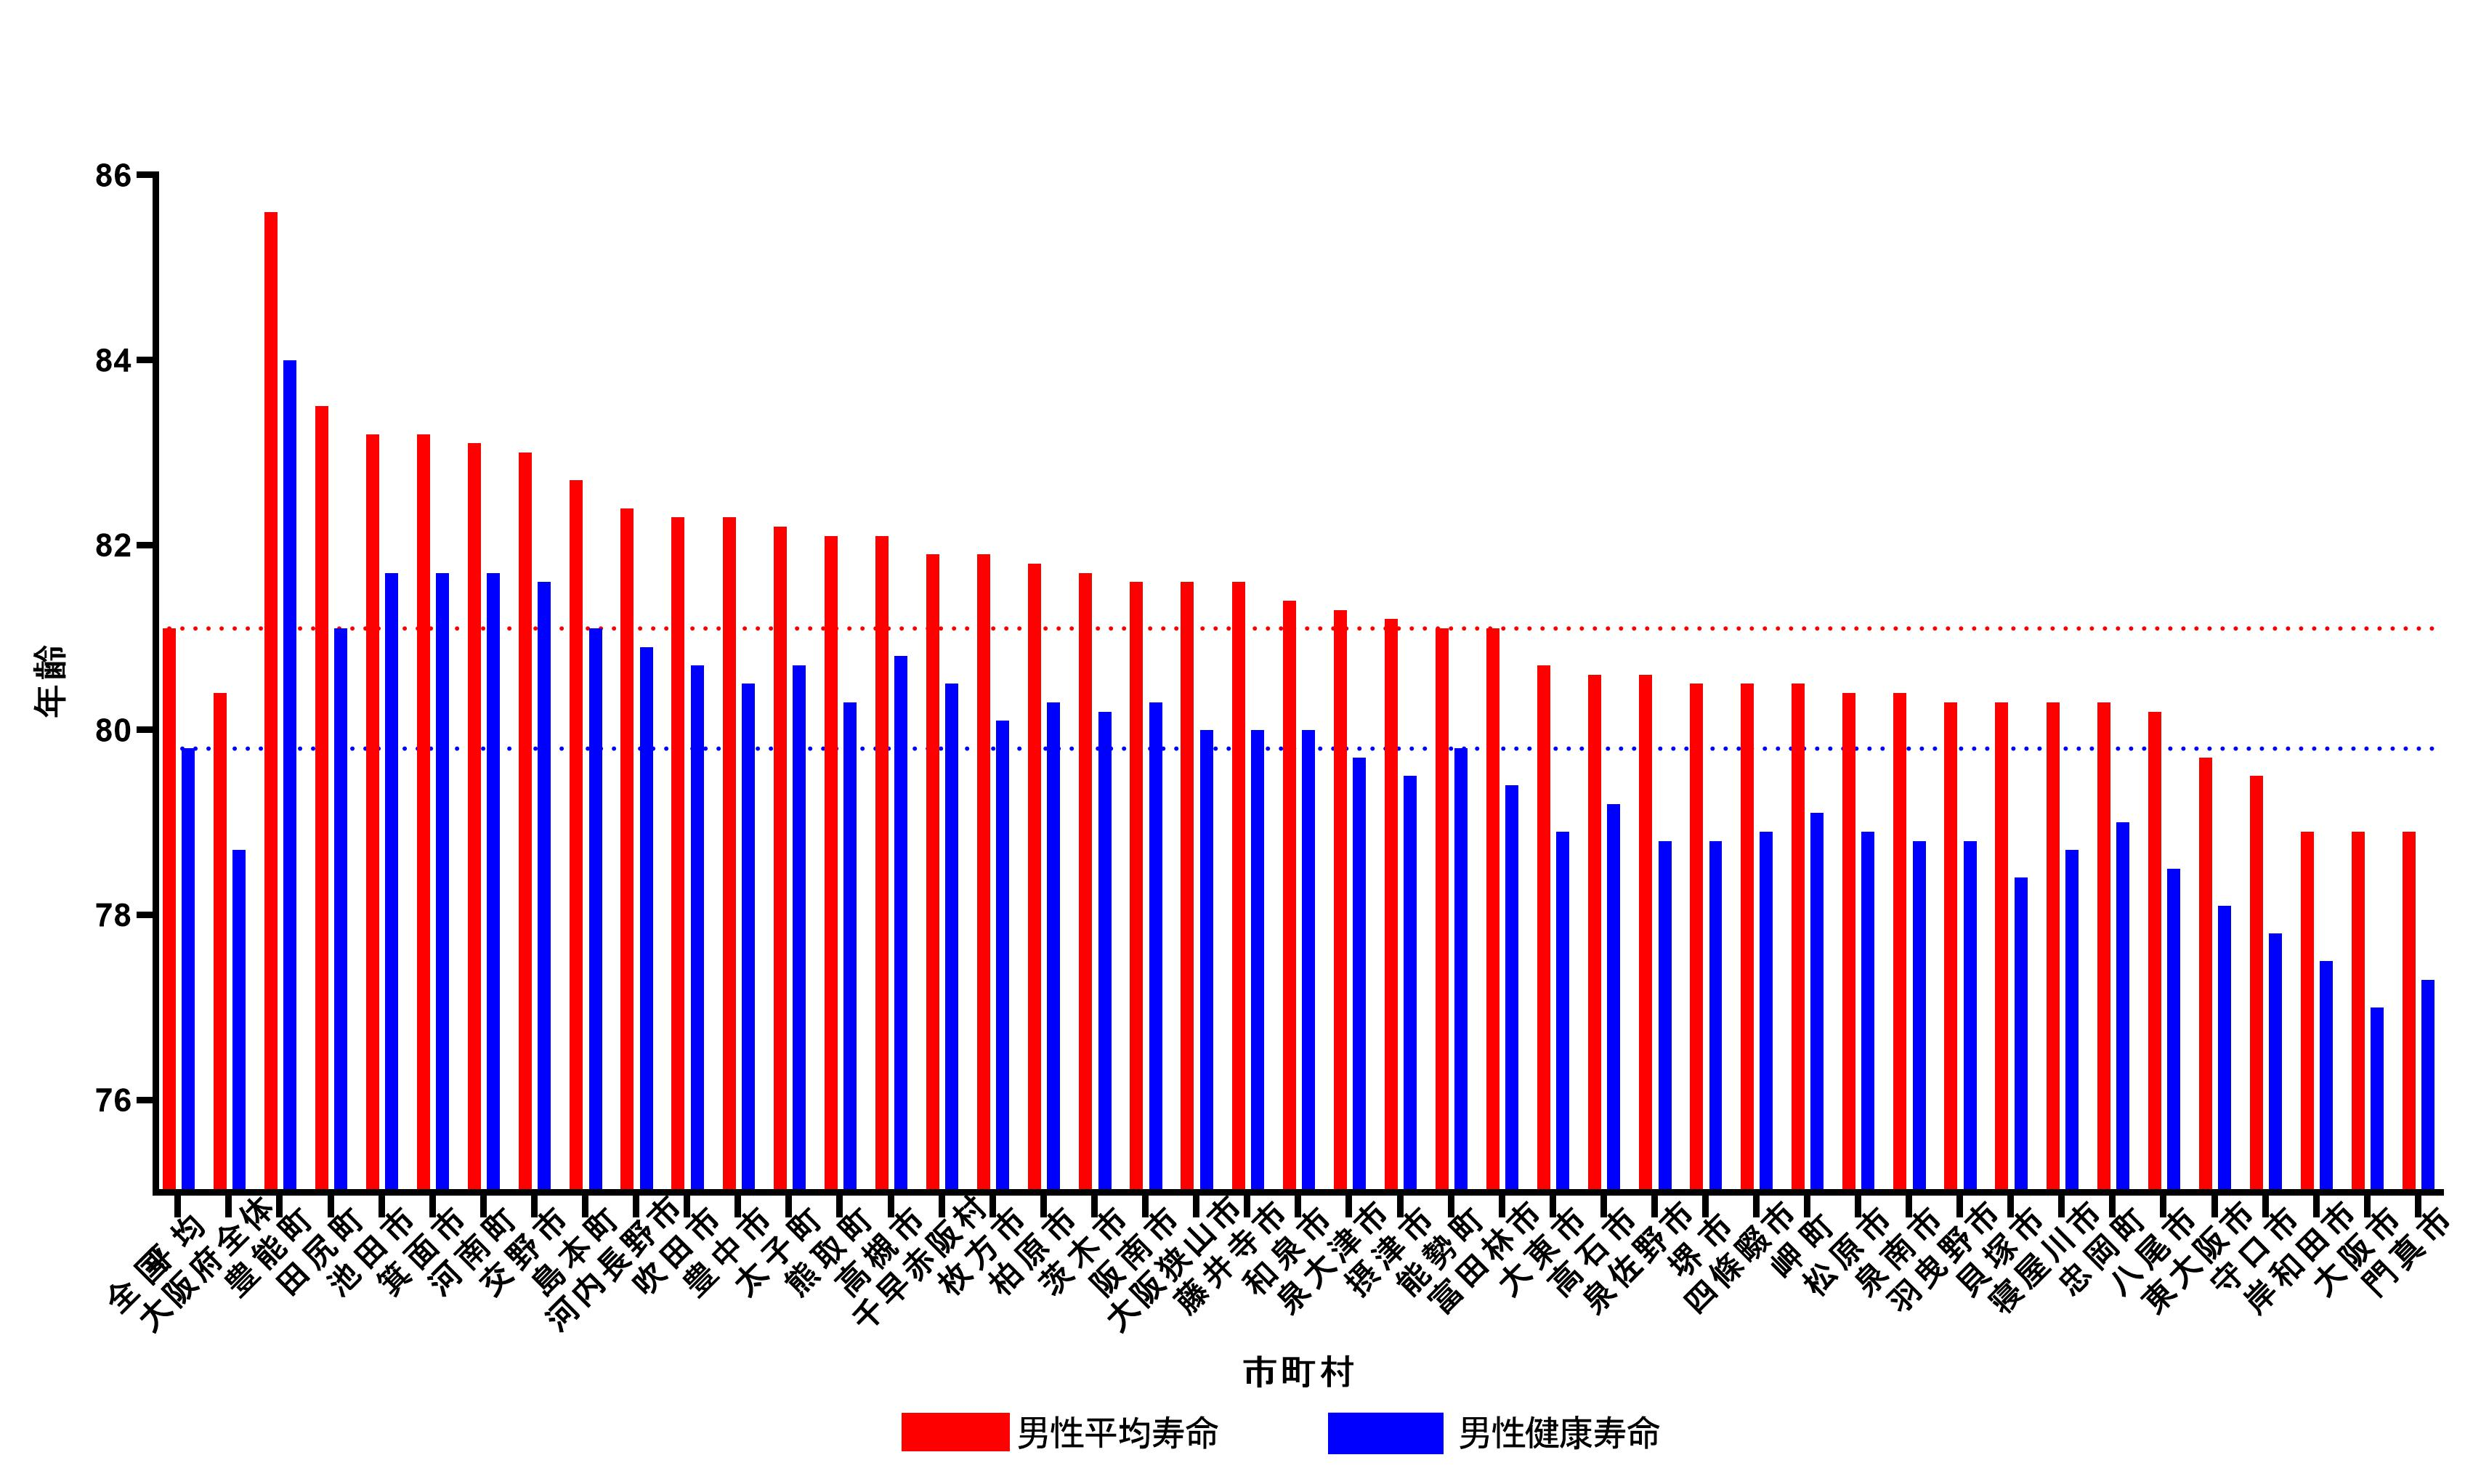 86
84
82
80
78
76
年齢
全国平均
大阪府全体
豊能町
田尻町
池田市
箕面市
河南町
交野市
島本町
河内長野市
吹田市
豊中市
太子町
熊取町
高槻市
千早赤阪村
枚方市
柏原市
茨木市
阪南市
大阪狭山市
藤井寺市
和泉市
泉大津市
摂津市
能勢町
富田林市
大東市
高石市
泉佐野市
堺市
四條畷市
岬町
松原市
泉南市
羽曳野市
貝塚市
寝屋川市
忠岡町
八尾市
東大阪市
守口市
岸和田市
大阪市
門真市
市町村
男性平均寿命
男性健康寿命